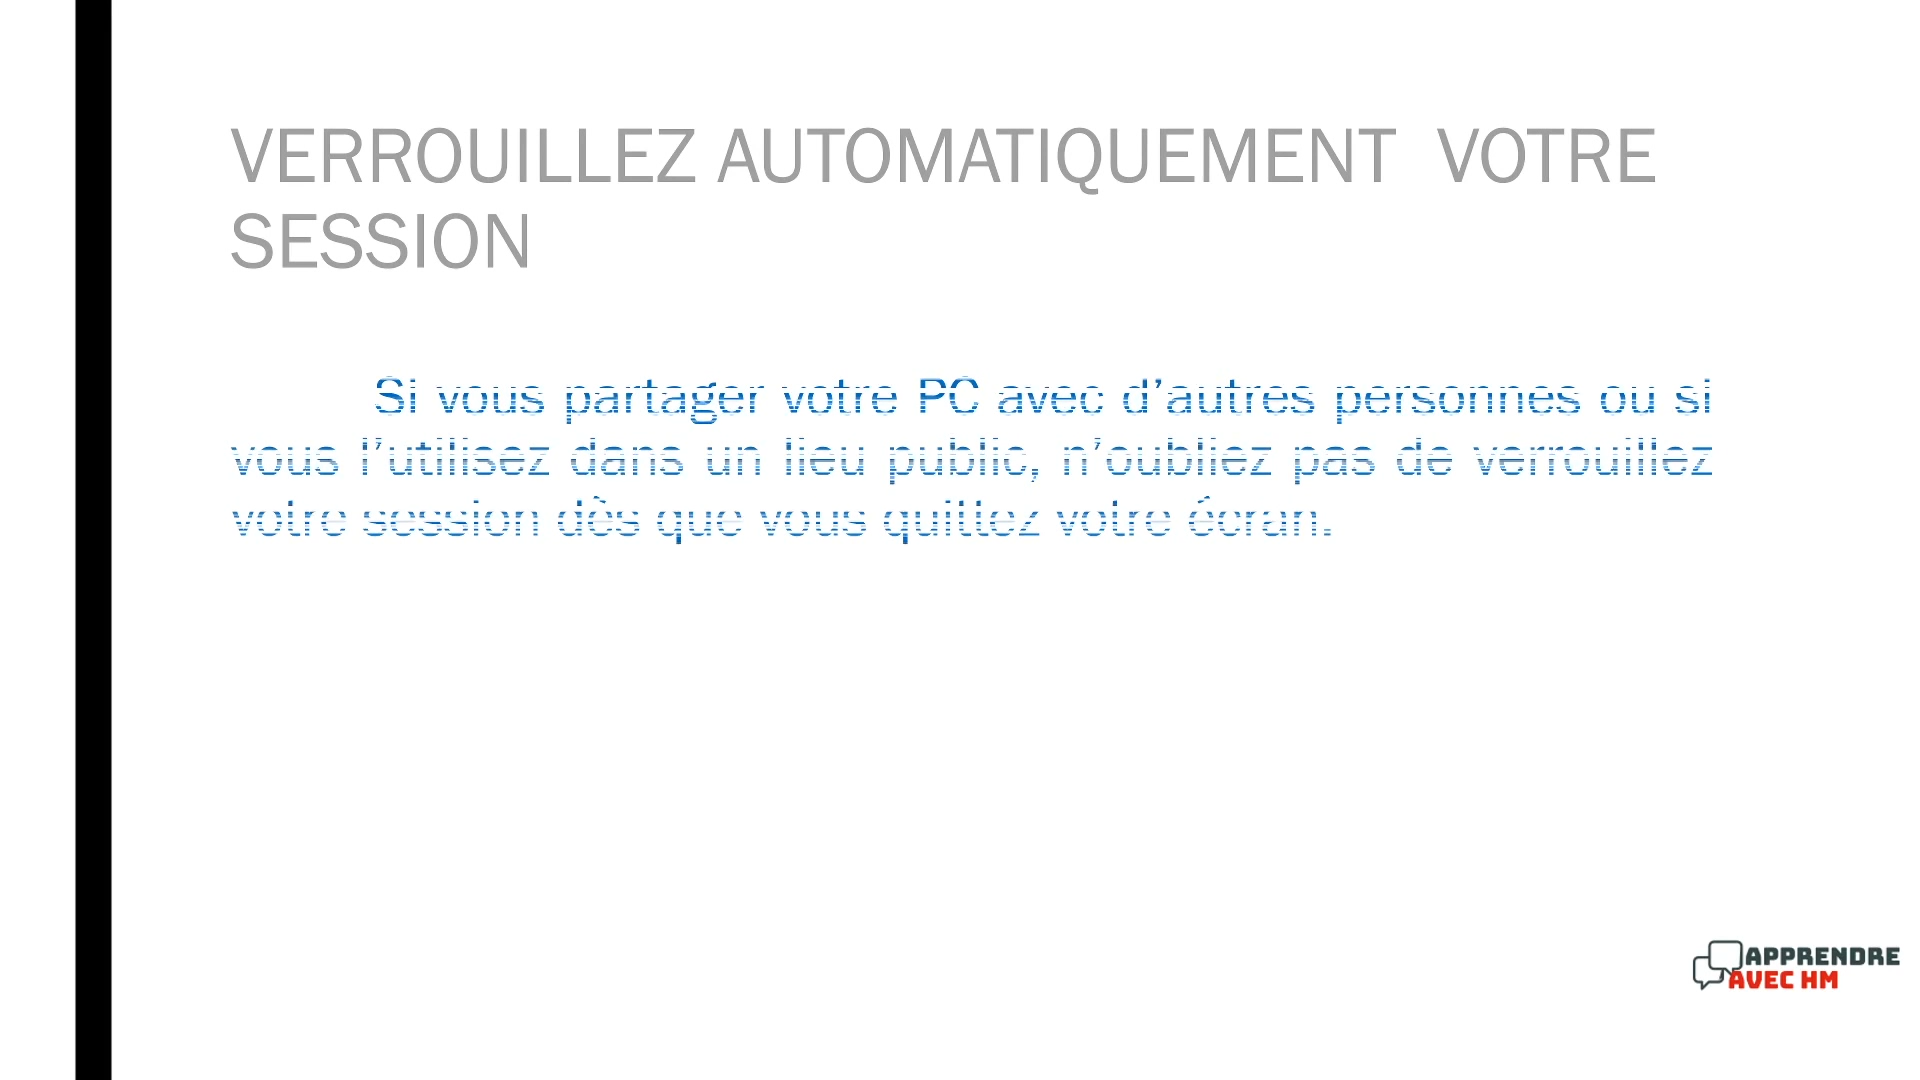 VERROUILLEZ AUTOMATIQUEMENT  VOTRE
SESSION
Si vous partager votre PC avec d’autres personnes ou si
vous l’utilisez dans un lieu public, n’oubliez pas de verrouillez
votre session dès que vous quittez votre écran.
APPRENDRE
AVEC HM